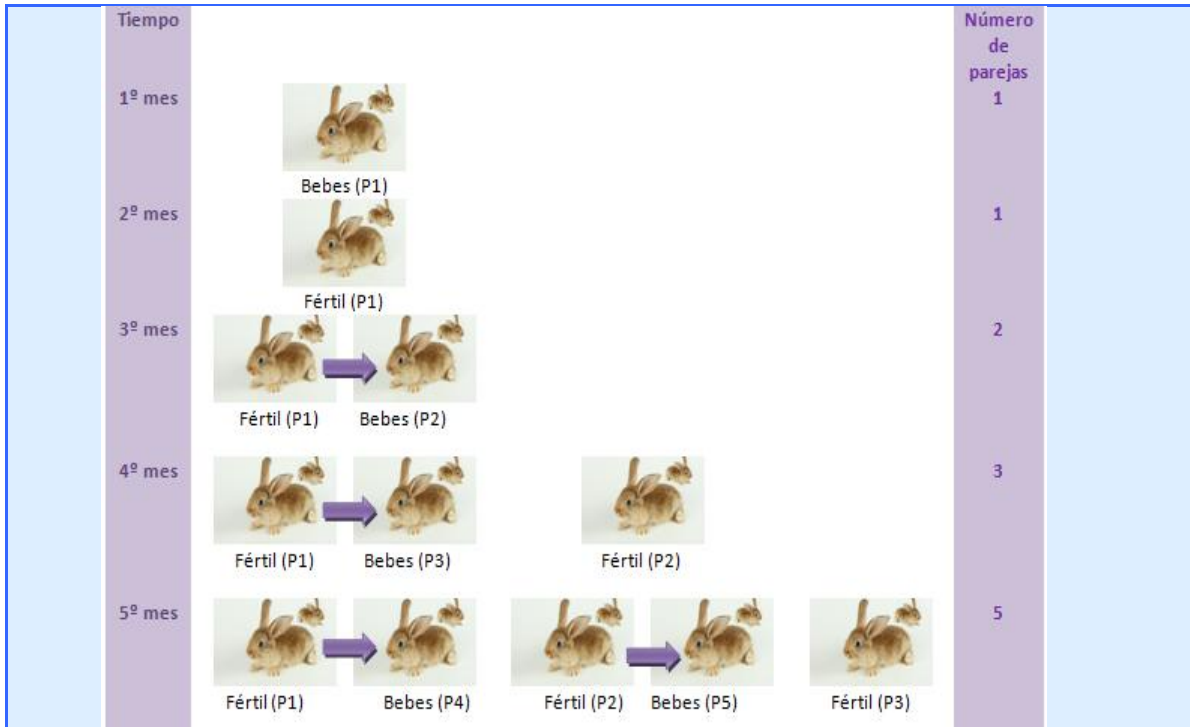 Tiempo
Número
de
parejas
1º mes
1
Bebes (P1)
2º mes
1
Fértil (P1)
3º mes
2
Fértil (P1) Bebes (P2)
4º mes
3
Fértil (P1) Bebes (P3) Fértil (P2)
5º mes
5
Fértil (P1) Bebes (P4) Fértil (P2) Bebes (P5) Fértil (P3)